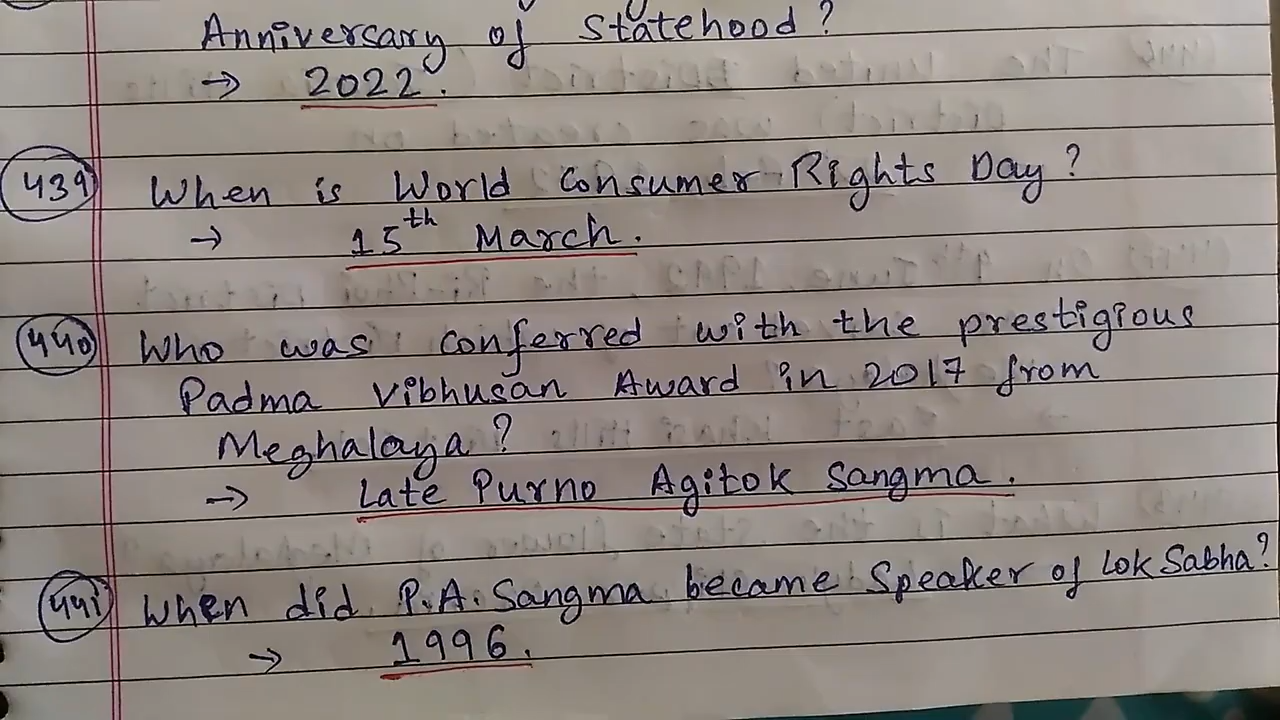 Anniversary of Statehood?
→ 2022.
439 When is World Consumer Rights Day?
→ 15th March.
440 Who was conferred with the prestigious
Padma Vibhusan Award in 2017 from
Meghalaya?
→ Late Purno Agitok Sangma.
441 When did P.A. Sangma became Speaker of Lok Sabha?
→ 1996.